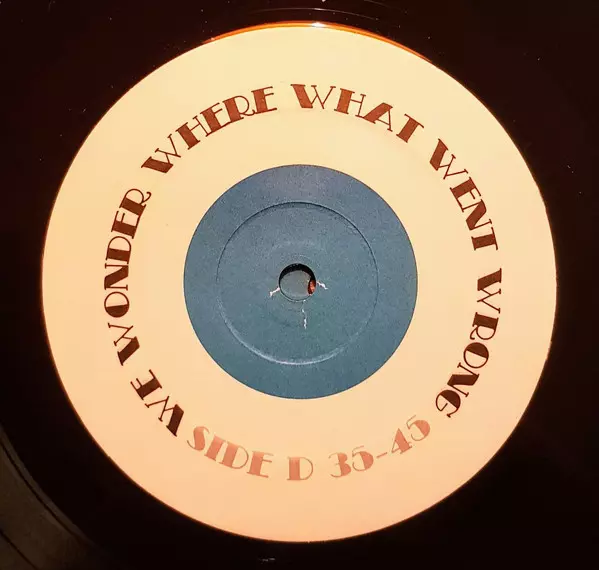 WE WONDER WHERE WHAT WENT WRONG
SIDE D 35-45